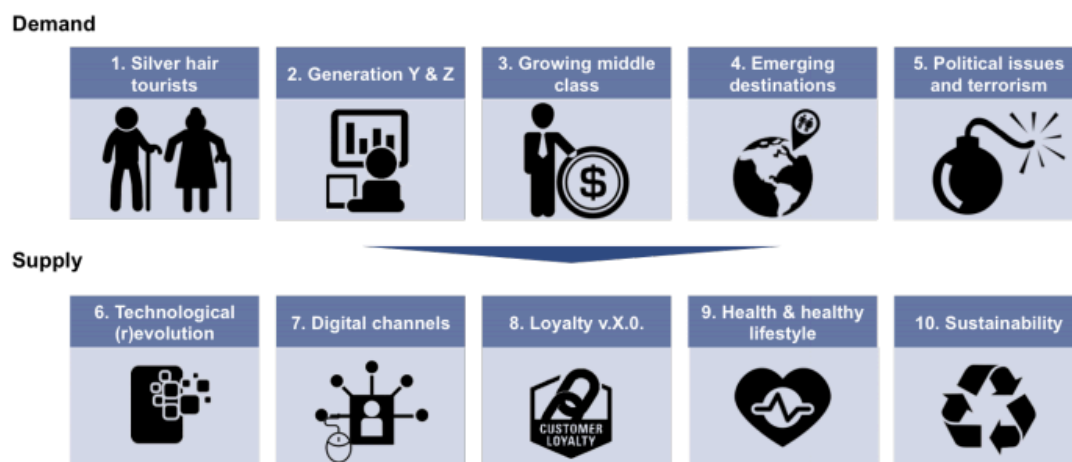 Demand
1. Silver hair
tourists
2. Generation Y & Z
3. Growing middle
class
4. Emerging
destinations
5. Political issues
and terrorism
$
Supply
6. Technological
(r)evolution
7. Digital channels
8. Loyalty v.X.0.
9. Health & healthy
lifestyle
10. Sustainability
CUSTOMER
LOYALTY